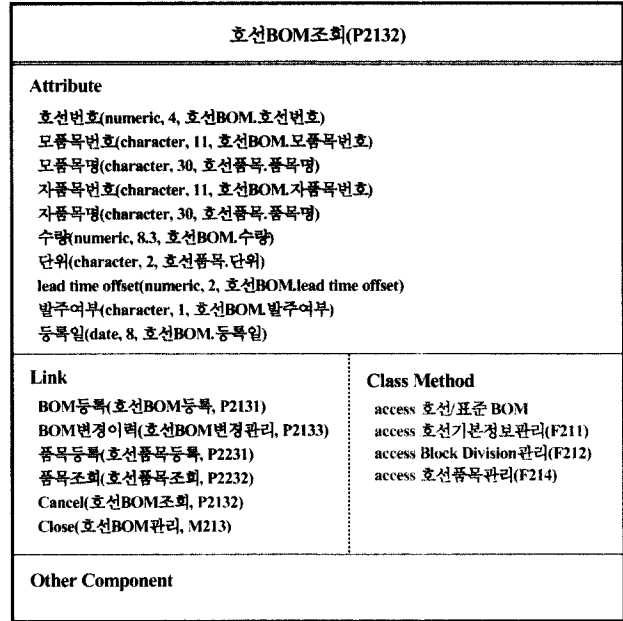 호선BOM조회(P2132)
Attribute
호선번호(numeric, 4, 호선BOM.호선번호)
모품목번호(character, 11, 호선BOM.모품목번호)
모품목명(character, 30, 호선품목.품목명)
자품목번호(character, 11, 호선BOM.자품목번호)
자품목명(character, 30, 호선품목.품목명)
수량(numeric, 8.3, 호선BOM.수량)
단위(character, 2, 호선품목.단위)
lead time offset(numeric, 2, 호선BOM.lead time offset)
발주여부(character, 1, 호선BOM.발주여부)
등록일(date, 8, 호선BOM.등록일)
Link
BOM등록(호선BOM등록, P2131)
BOM변경이력(호선BOM변경관리, P2133)
품목등록(호선품목등록, P2231)
품목조회(호선품목조회, P2232)
Cancel(호선BOM조회, P2132)
Close(호선BOM관리, M213)
Class Method
access 호선/표준 BOM
access 호선기본정보관리(F211)
access Block Division관리(F212)
access 호선품목관리(F214)
Other Component